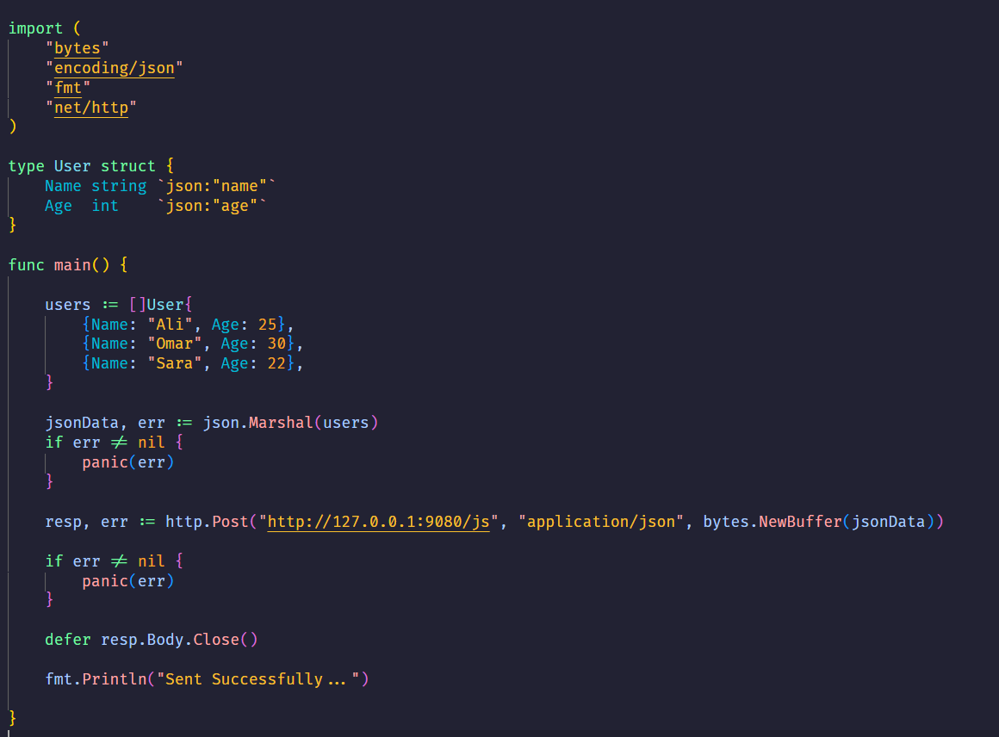 import (
    "bytes"
    "encoding/json"
    "fmt"
    "net/http"
)
type User struct {
    Name string `json:"name"`
    Age  int    `json:"age"`
}
func main() {
    users := []User{
        {Name: "Ali", Age: 25},
        {Name: "Omar", Age: 30},
        {Name: "Sara", Age: 22},
    }
    jsonData, err := json.Marshal(users)
    if err != nil {
        panic(err)
    }
    resp, err := http.Post("http://127.0.0.1:9080/js", "application/json", bytes.NewBuffer(jsonData))
    if err != nil {
        panic(err)
    }
    defer resp.Body.Close()
    fmt.Println("Sent Successfully...")
}